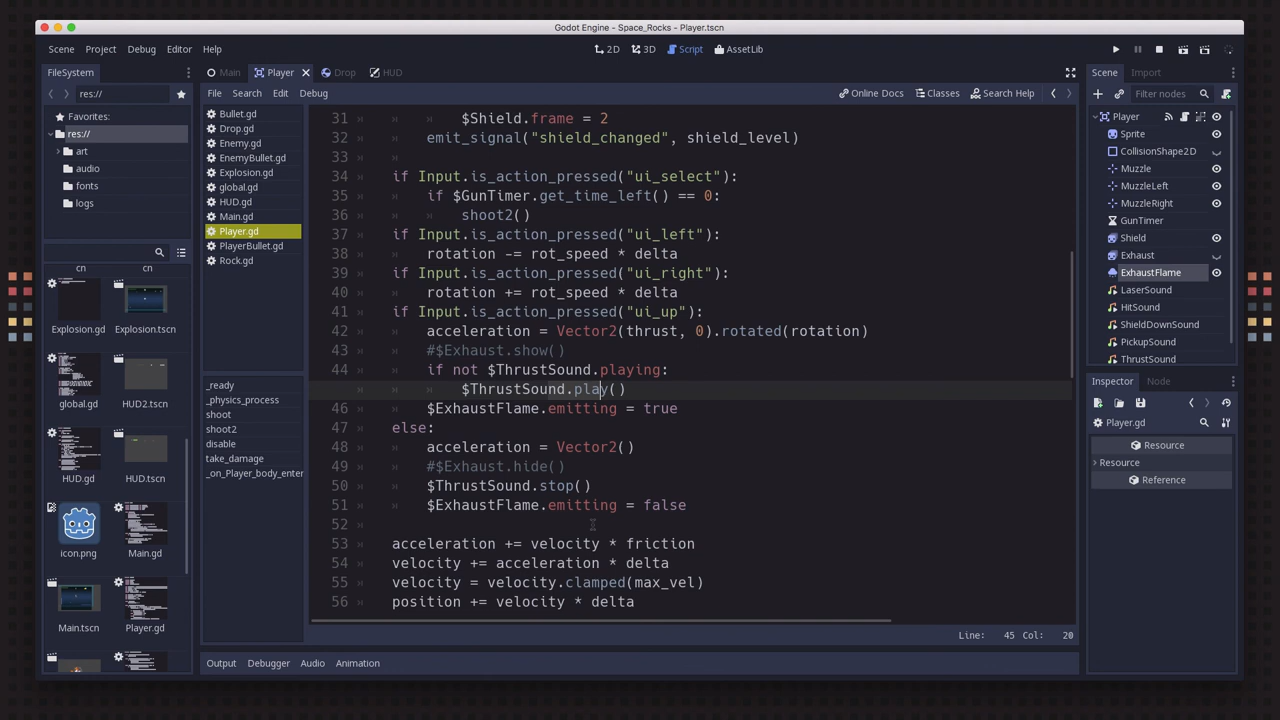 Godot Engine - Space_Rocks - Player.tscn
Scene Project Debug Editor Help
2D 3D Script AssetLib
FileSystem
res://
Favorites:
res://
art
audio
fonts
logs
cn cn
Explosion.gd Explosion.tscn
global.gd HUD2.tscn
HUD.gd HUD.tscn
icon.png Main.gd
Main.tscn Player.gd
Main Player Drop HUD
File Search Edit Debug
Online Docs Classes Search Help
Bullet.gd
Drop.gd
Enemy.gd
EnemyBullet.gd
Explosion.gd
global.gd
HUD.gd
Main.gd
Player.gd
PlayerBullet.gd
Rock.gd
_ready
_physics_process
shoot
shoot2
disable
take_damage
_on_Player_body_enter
31 $Shield.frame = 2
32 emit_signal("shield_changed", shield_level)
33
34 if Input.is_action_pressed("ui_select"):
35 if $GunTimer.get_time_left() == 0:
36 shoot2()
37 if Input.is_action_pressed("ui_left"):
38 rotation -= rot_speed * delta
39 if Input.is_action_pressed("ui_right"):
40 rotation += rot_speed * delta
41 if Input.is_action_pressed("ui_up"):
42 acceleration = Vector2(thrust, 0).rotated(rotation)
43 #$Exhaust.show()
44 if not $ThrustSound.playing:
$ThrustSound.play()
46 $ExhaustFlame.emitting = true
47 else:
48 acceleration = Vector2()
49 #$Exhaust.hide()
50 $ThrustSound.stop()
51 $ExhaustFlame.emitting = false
52
53 acceleration += velocity * friction
54 velocity += acceleration * delta
55 velocity = velocity.clamped(max_vel)
56 position += velocity * delta
Line: 45 Col: 20
Output Debugger Audio Animation
Scene Import
Filter nodes
Player
Sprite
CollisionShape2D
Muzzle
MuzzleLeft
MuzzleRight
GunTimer
Shield
Exhaust
ExhaustFlame
LaserSound
HitSound
ShieldDownSound
PickupSound
ThrustSound
Inspector Node
Player.gd
Resource
Resource
Reference